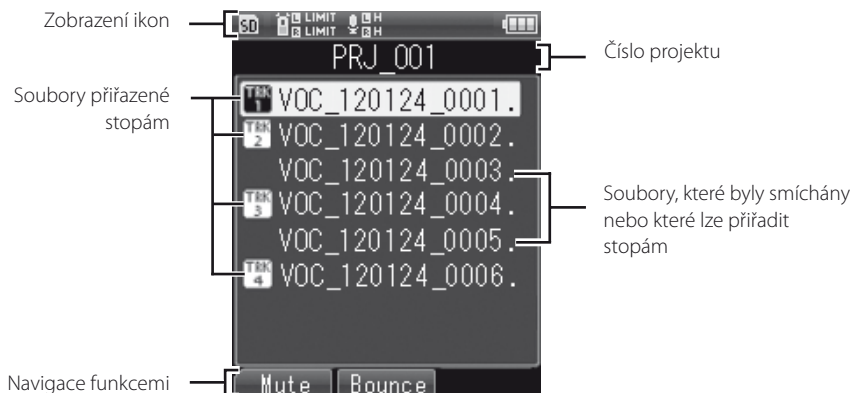 Zobrazení ikon
SD L LIMIT R LIMIT L H R H
PRJ_001
Číslo projektu
Soubory přiřazené
stopám
TRK 1 VOC_120124_0001.
TRK 2 VOC_120124_0002.
VOC_120124_0003.
TRK 3 VOC_120124_0004.
VOC_120124_0005.
TRK 4 VOC_120124_0006.
Soubory, které byly smíchány
nebo které lze přiřadit
stopám
Navigace funkcemi
Mute Bounce